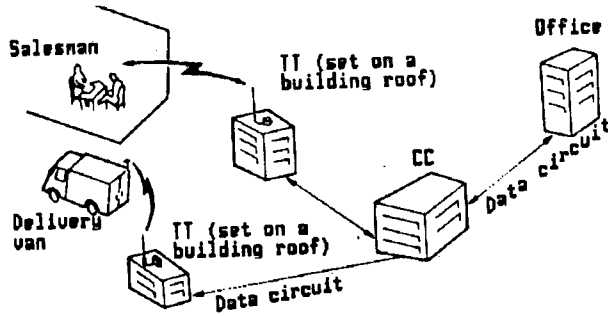 Office
Salesman
TT (set on a
building roof)
CC
Data circuit
Delivery
van
TT (set on a
building roof)
Data circuit